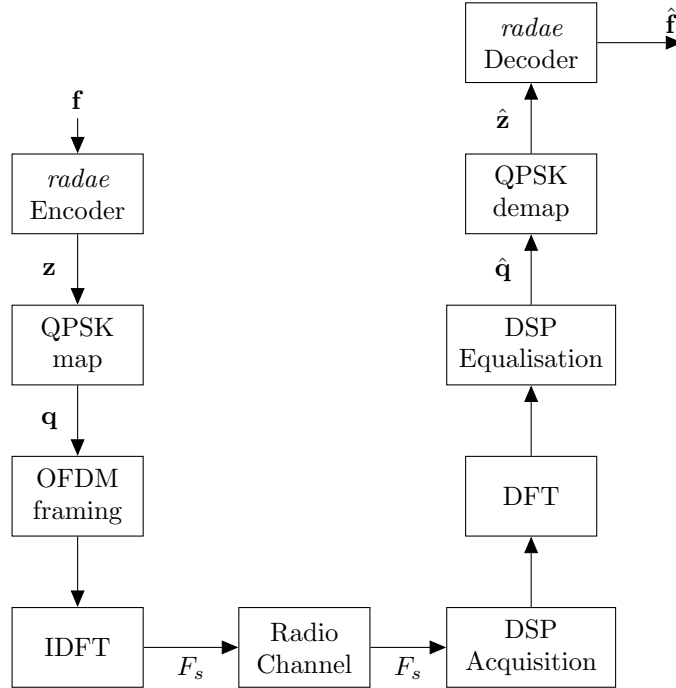 f
radae
Encoder
z
QPSK
map
q
OFDM
framing
IDFT
F_s
Radio
Channel
F_s
DSP
Acquisition
DFT
DSP
Equalisation
q̂
QPSK
demap
ẑ
radae
Decoder
f̂